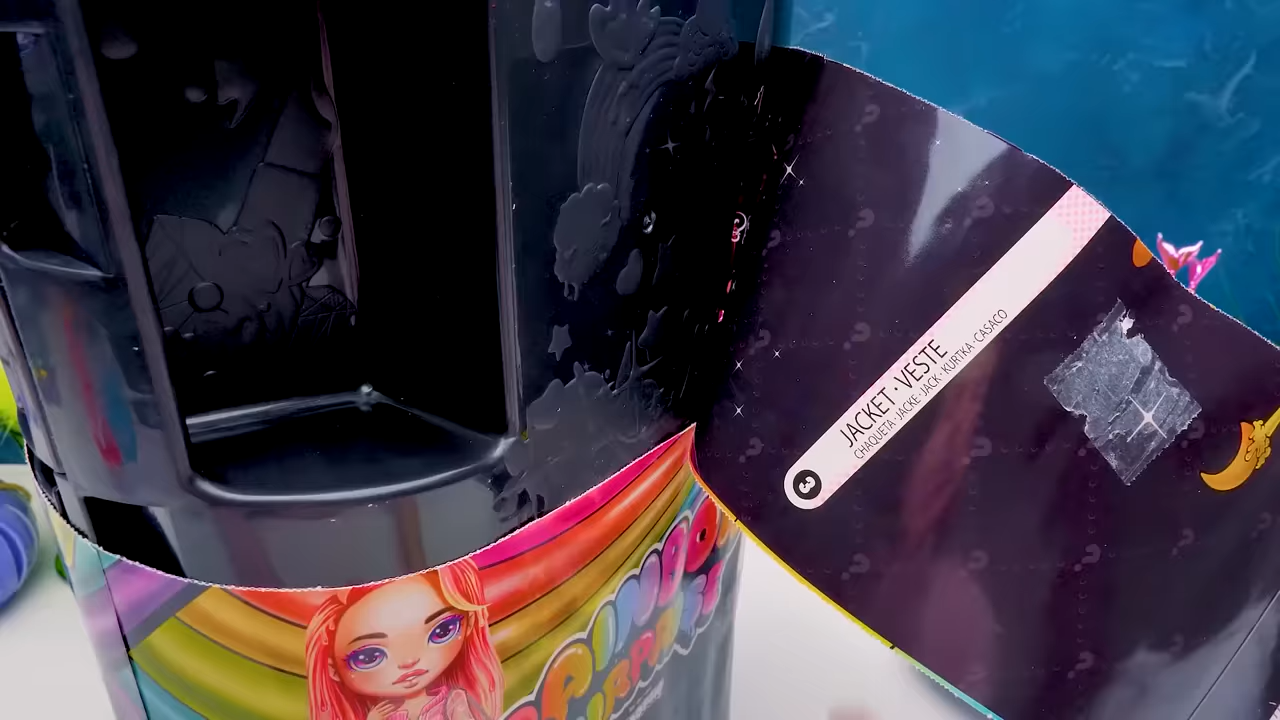 3
JACKET · VESTE
CHAQUETA · JACKE · JACK · KURTKA · CASACO